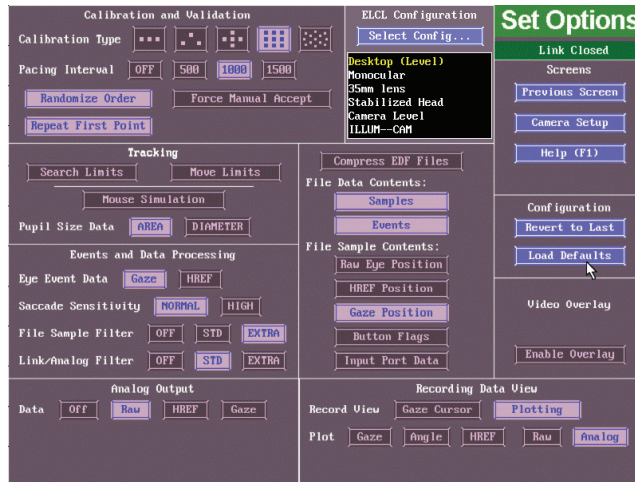 Calibration and Validation
Calibration Type
Pacing Interval OFF 500 1000 1500
Randomize Order Force Manual Accept
Repeat First Point
ELCL Configuration
Select Config...
Desktop (Level)
Monocular
35mm lens
Stabilized Head
Camera Level
ILLUM--CAM
Set Options
Link Closed
Screens
Previous Screen
Camera Setup
Help (F1)
Tracking
Search Limits Move Limits
Mouse Simulation
Pupil Size Data AREA DIAMETER
Events and Data Processing
Eye Event Data Gaze HREF
Saccade Sensitivity NORMAL HIGH
File Sample Filter OFF STD EXTRA
Link/Analog Filter OFF STD EXTRA
Compress EDF Files
File Data Contents:
Samples
Events
File Sample Contents:
Raw Eye Position
HREF Position
Gaze Position
Button Flags
Input Port Data
Configuration
Revert to Last
Load Defaults
Video Overlay
Enable Overlay
Analog Output
Data Off Raw HREF Gaze
Recording Data View
Record View Gaze Cursor Plotting
Plot Gaze Angle HREF Raw Analog